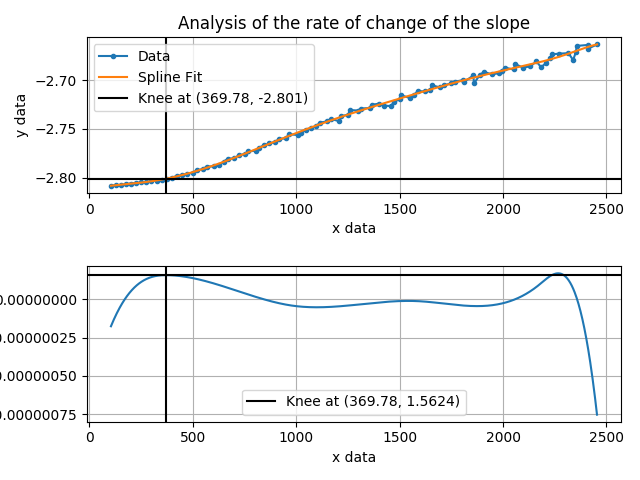 Analysis of the rate of change of the slope
Data
Spline Fit
Knee at (369.78, -2.801)
y data
−2.70
−2.75
−2.80
0 500 1000 1500 2000 2500
x data
0.00000000
.00000025
.00000050
.00000075
Knee at (369.78, 1.5624)
0 500 1000 1500 2000 2500
x data